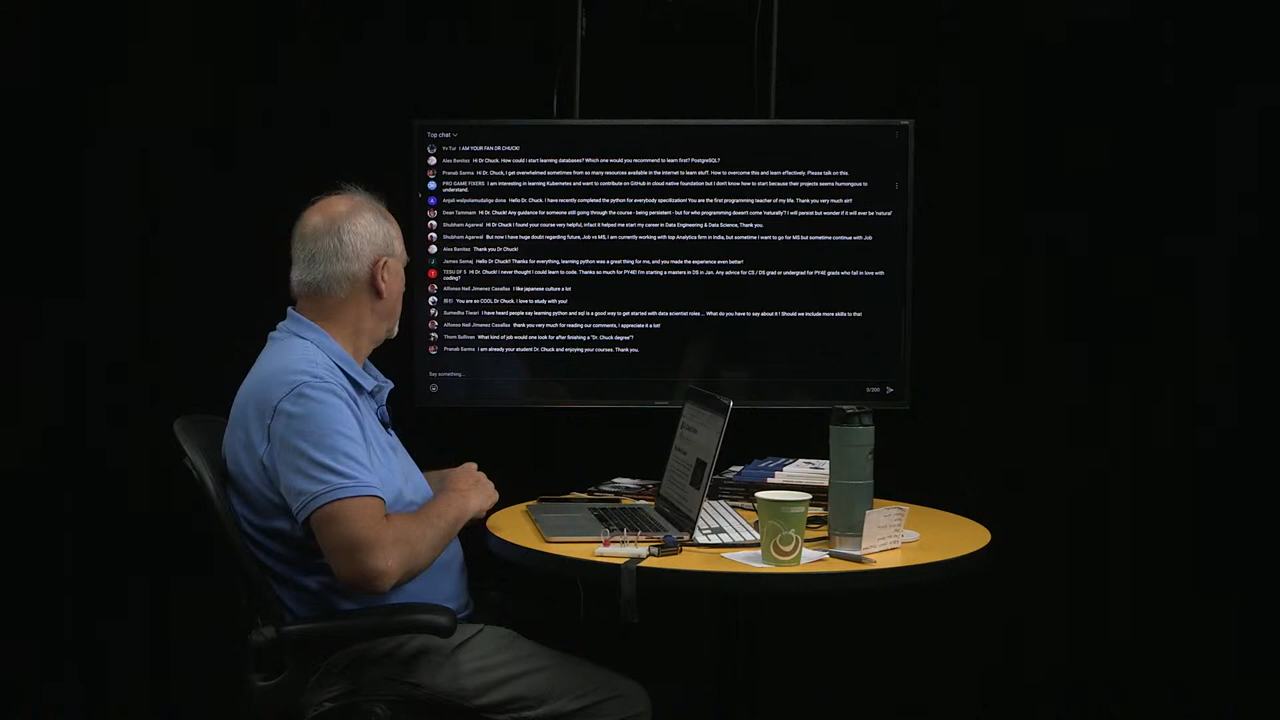 Top chat
Yv Tur I AM YOUR FAN DR CHUCK!
Alex Benitez Hi Dr Chuck, How could I start learning databases? Which one would you recommend to learn first? PostgreSQL?
Pranab Sarma Hi Dr. Chuck, I get overwhelmed sometimes from so many resources available in the internet to learn stuff. How to overcome this and learn effectively. Please talk on this.
PRO GAME FIXERS I am interesting in learning Kubernetes and want to contribute on GitHub in cloud native foundation but I don't know how to start because their projects seems humongous to
understand.
Anjali walpolamudalige dona Hello Dr. Chuck. I have recently completed the python for everybody specilization! You are the first programming teacher of my life. Thank you very much sir!!
Dean Tammam Hi Dr. Chuck! Any guidance for someone still going through the course - being persistent - but for who programming doesn't come 'naturally'? I will persist but wonder if it will ever be 'natural'
Shubham Agarwal Hi Dr Chuck I found your course very helpful, infact it helped me start my career in Data Engineering & Data Science, Thank you.
Shubham Agarwal But now I have huge doubt regarding future, Job vs MS, I am currently working with top Analytics firm in India, but sometime I want to go for MS but sometime continue with Job
Alex Benitez Thank you Dr Chuck!
James Semaj Hello Dr Chuck!! Thanks for everything, learning python was a great thing for me, and you made the experience even better!
TESU DF S Hi Dr. Chuck! I never thought I could learn to code. Thanks so much for PY4E! I'm starting a masters in DS in Jan. Any advice for CS / DS grad or undergrad for PY4E grads who fall in love with
coding?
Alfonso Neil Jimenez Casallas I like japanese culture a lot
You are so COOL Dr Chuck, I love to study with you!
Sumedha Tiwari I have heard people say learning python and sql is a good way to get started with data scientist roles ... What do you have to say about it ! Should we include more skills to that!
Alfonso Neil Jimenez Casallas thank you very much for reading our comments, I appreciate it a lot!
Thom Sullivan What kind of job would one look for after finishing a "Dr. Chuck degree"?
Pranab Sarma I am already your student Dr. Chuck and enjoying your courses. Thank you.
Say something...
0/200